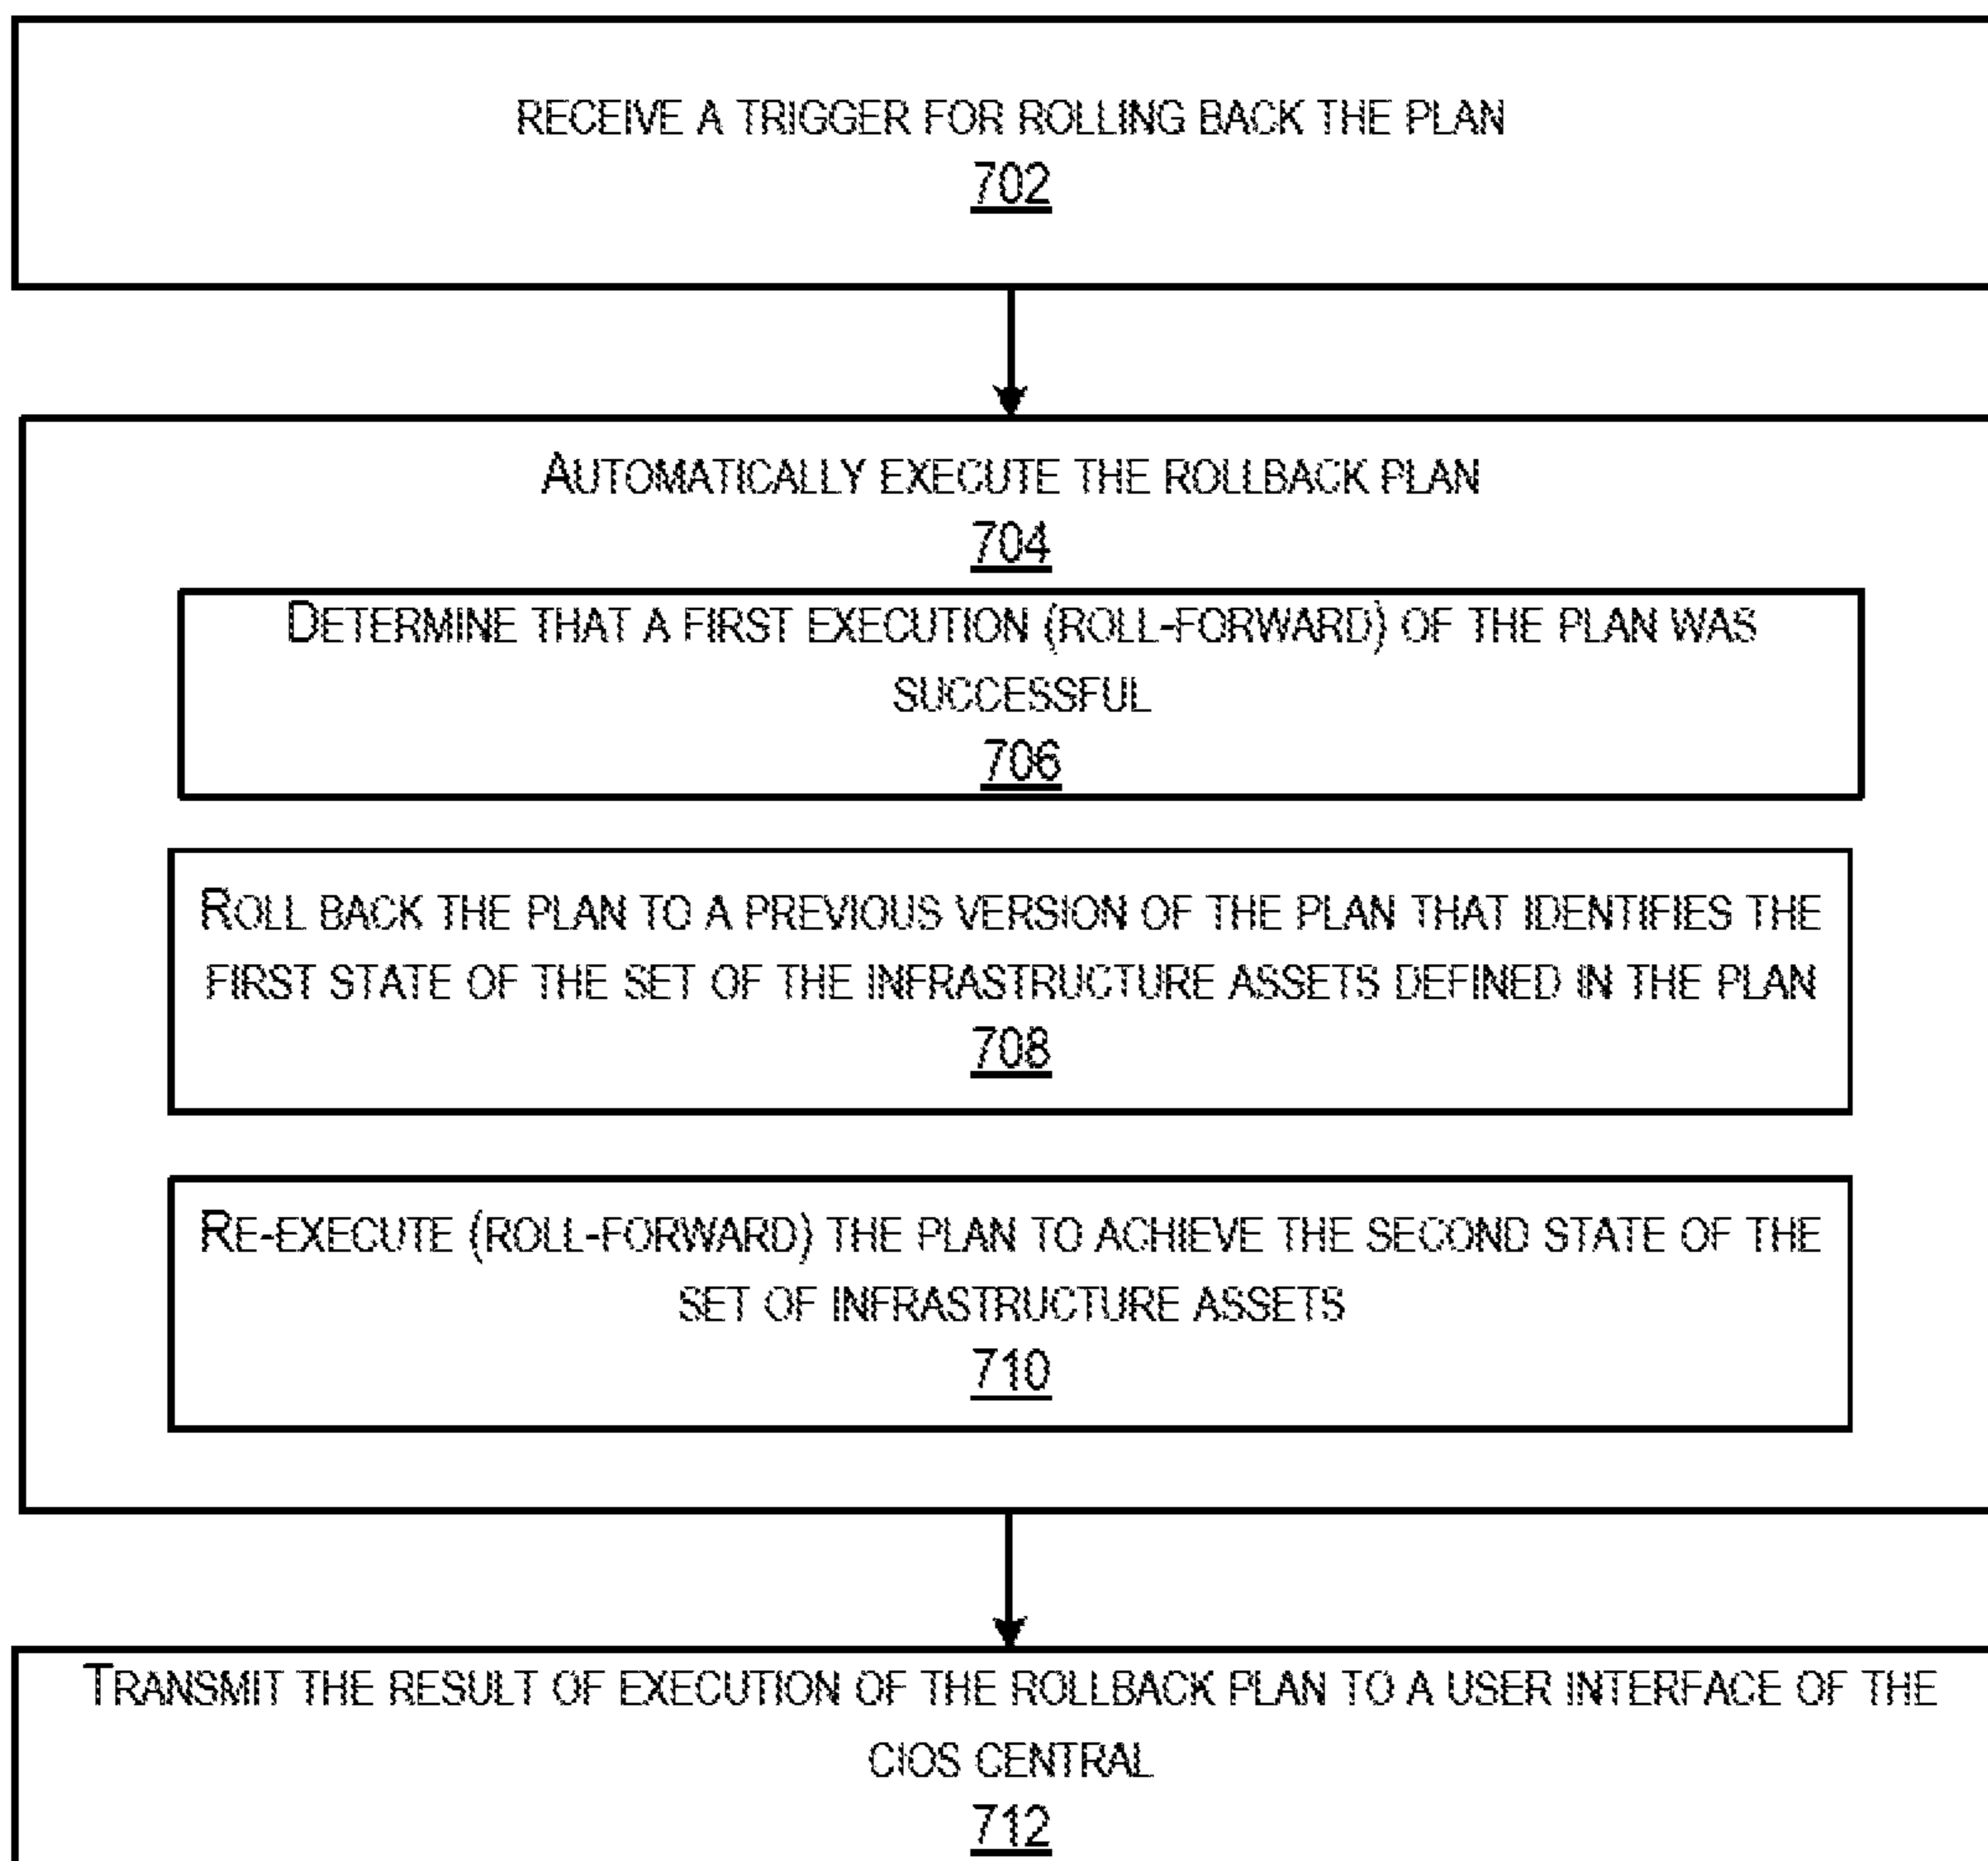 RECEIVE A TRIGGER FOR ROLLING BACK THE PLAN
702
AUTOMATICALLY EXECUTE THE ROLLBACK PLAN
704
DETERMINE THAT A FIRST EXECUTION (ROLL-FORWARD) OF THE PLAN WAS
SUCCESSFUL
706
ROLL BACK THE PLAN TO A PREVIOUS VERSION OF THE PLAN THAT IDENTIFIES THE
FIRST STATE OF THE SET OF THE INFRASTRUCTURE ASSETS DEFINED IN THE PLAN
708
RE-EXECUTE (ROLL-FORWARD) THE PLAN TO ACHIEVE THE SECOND STATE OF THE
SET OF INFRASTRUCTURE ASSETS
710
TRANSMIT THE RESULT OF EXECUTION OF THE ROLLBACK PLAN TO A USER INTERFACE OF THE
CIOS CENTRAL
712